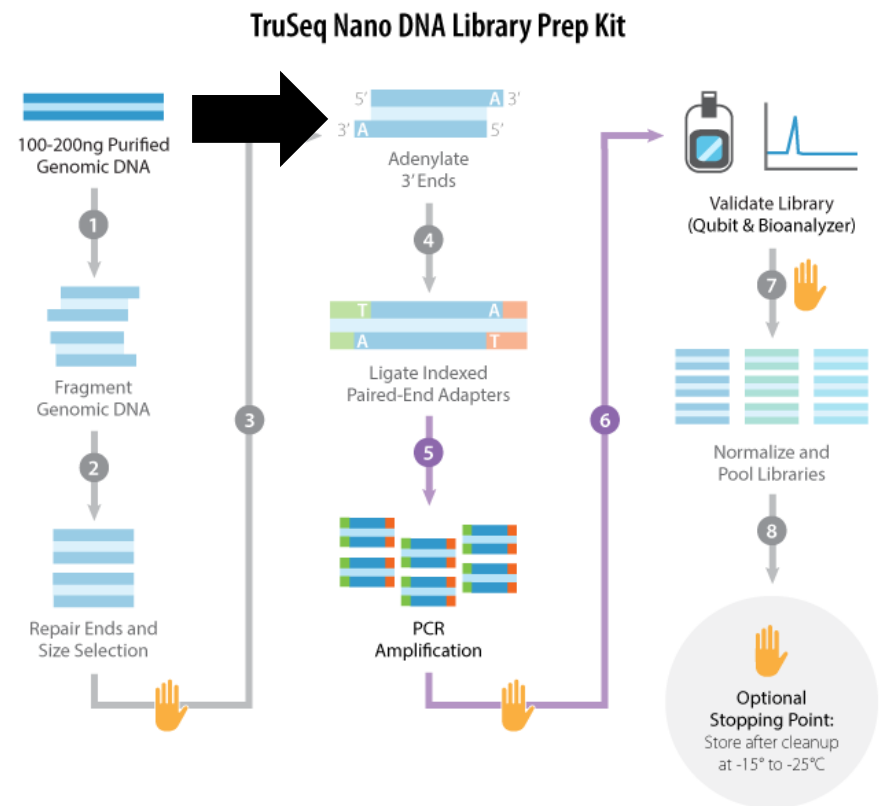 TruSeq Nano DNA Library Prep Kit
100-200ng Purified
Genomic DNA
1
Fragment
Genomic DNA
2
Repair Ends and
Size Selection
3
5’ A 3’
3’ A 5’
Adenylate
3’ Ends
4
T A
A T
Ligate Indexed
Paired-End Adapters
5
PCR
Amplification
6
Validate Library
(Qubit & Bioanalyzer)
7
Normalize and
Pool Libraries
8
Optional
Stopping Point:
Store after cleanup
at -15° to -25°C